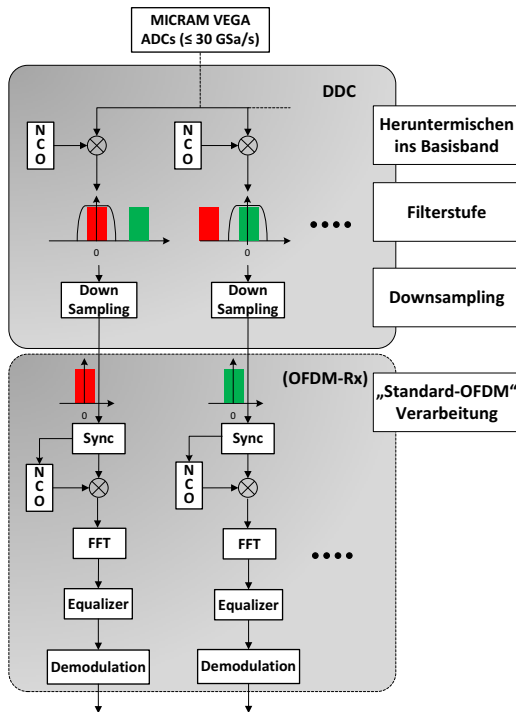 MICRAM VEGA
ADCs (≤ 30 GSa/s)
DDC
N
C
O
N
C
O
Heruntermischen
ins Basisband
0
0
Filterstufe
Down
Sampling
Down
Sampling
Downsampling
(OFDM-Rx)
0
0
„Standard-OFDM“
Verarbeitung
Sync
Sync
N
C
O
N
C
O
FFT
FFT
Equalizer
Equalizer
Demodulation
Demodulation